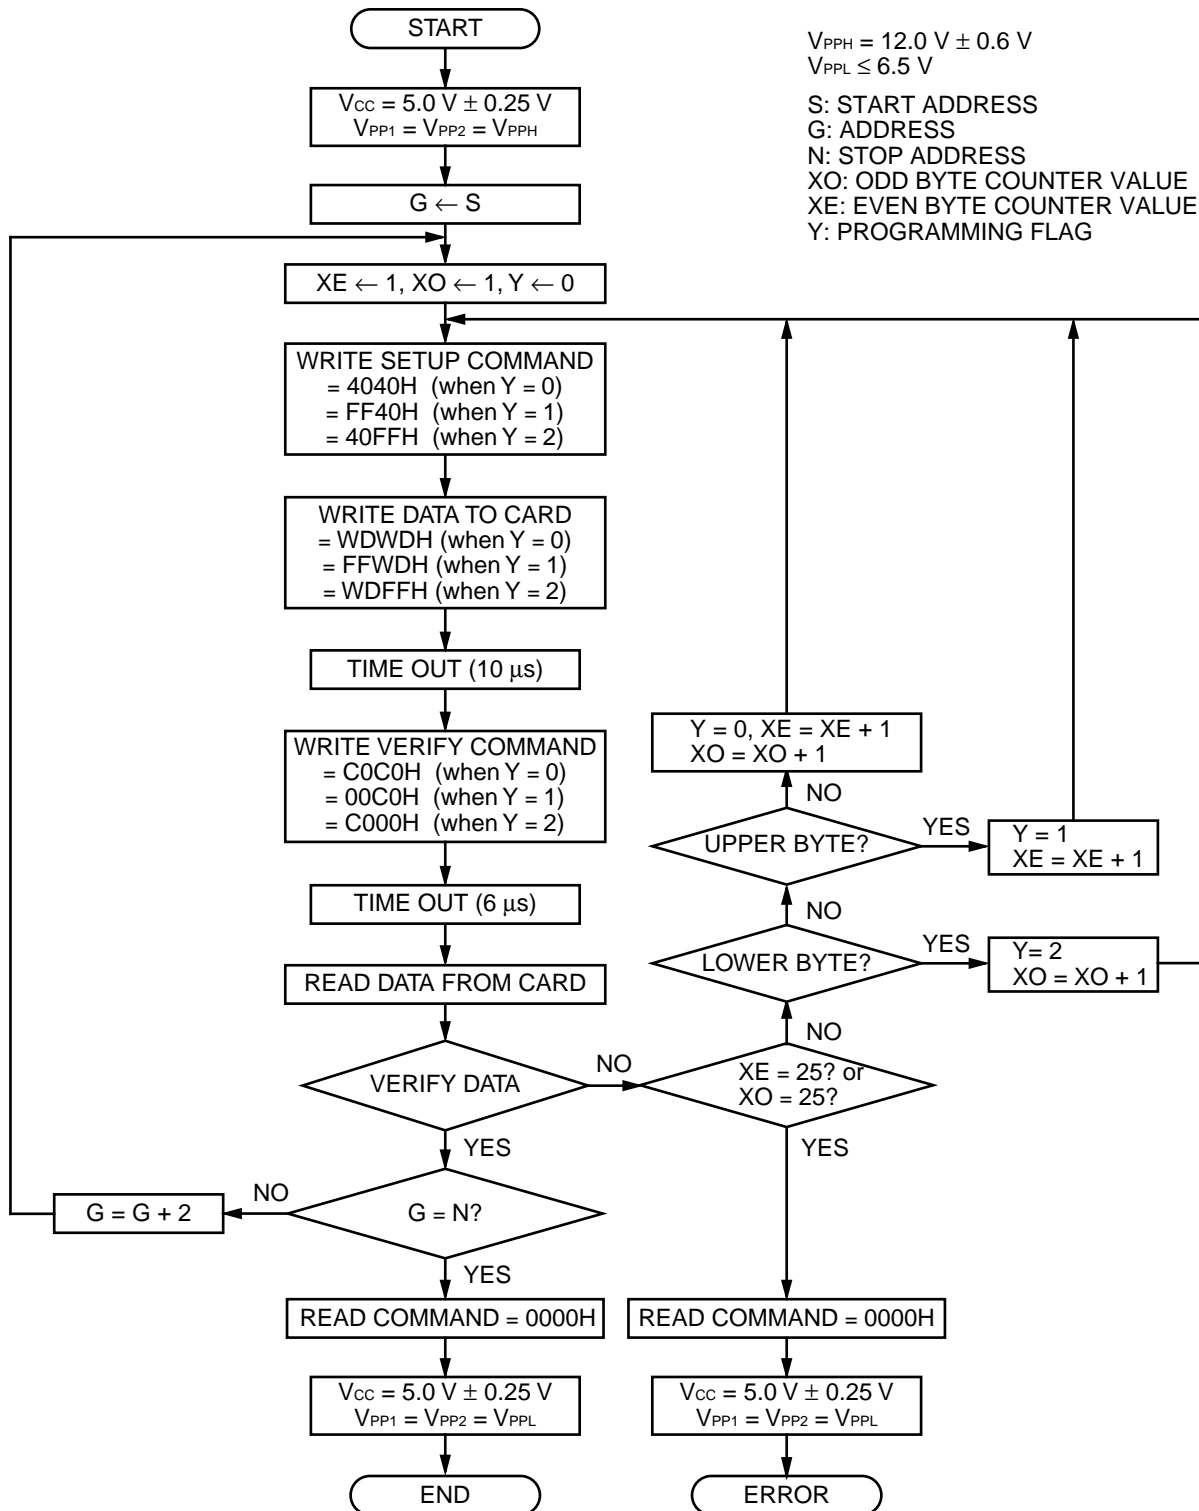 START
VPPH = 12.0 V ± 0.6 V
VPPL ≤ 6.5 V
S: START ADDRESS
G: ADDRESS
N: STOP ADDRESS
XO: ODD BYTE COUNTER VALUE
XE: EVEN BYTE COUNTER VALUE
Y: PROGRAMMING FLAG
VCC = 5.0 V ± 0.25 V
VPP1 = VPP2 = VPPH
G ← S
XE ← 1, XO ← 1, Y ← 0
WRITE SETUP COMMAND
= 4040H (when Y = 0)
= FF40H (when Y = 1)
= 40FFH (when Y = 2)
WRITE DATA TO CARD
= WDWDH (when Y = 0)
= FFWDH (when Y = 1)
= WDFFH (when Y = 2)
TIME OUT (10 µs)
WRITE VERIFY COMMAND
= C0C0H (when Y = 0)
= 00C0H (when Y = 1)
= C000H (when Y = 2)
TIME OUT (6 µs)
READ DATA FROM CARD
VERIFY DATA
NO
YES
XE = 25? or
XO = 25?
NO
YES
LOWER BYTE?
YES
NO
Y= 2
XO = XO + 1
UPPER BYTE?
YES
NO
Y = 1
XE = XE + 1
Y = 0, XE = XE + 1
XO = XO + 1
G = N?
NO
G = G + 2
YES
READ COMMAND = 0000H
VCC = 5.0 V ± 0.25 V
VPP1 = VPP2 = VPPL
END
READ COMMAND = 0000H
VCC = 5.0 V ± 0.25 V
VPP1 = VPP2 = VPPL
ERROR